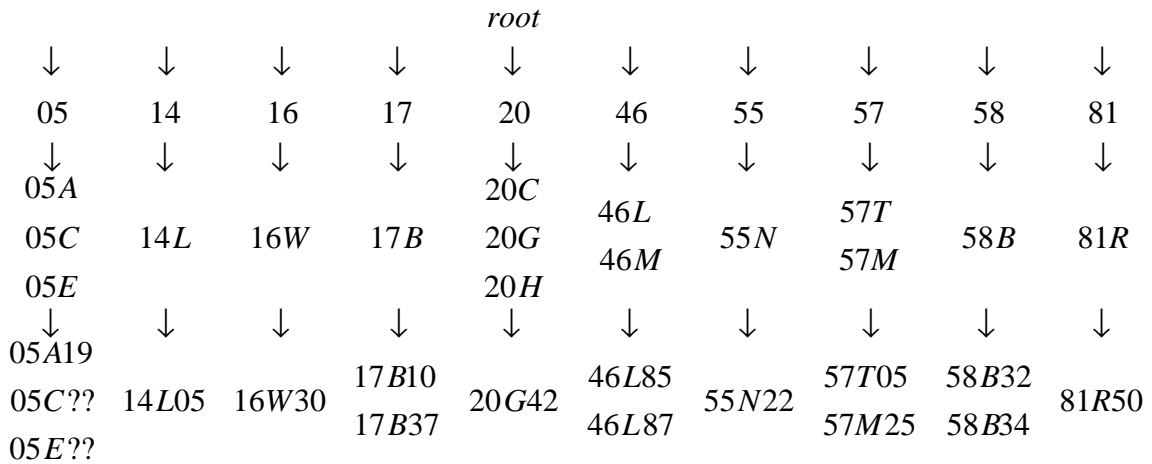 root
↓ ↓ ↓ ↓ ↓ ↓ ↓ ↓ ↓ ↓
05 14 16 17 20 46 55 57 58 81
↓ ↓ ↓ ↓ ↓ ↓ ↓ ↓ ↓ ↓
05A 20C
46L 57T
05C 14L 16W 17B 20G 55N 58B 81R
46M 57M
05E 20H
↓ ↓ ↓ ↓ ↓ ↓ ↓ ↓ ↓ ↓
05A19
17B10 46L85 57T05 58B32
05C?? 14L05 16W30 20G42 55N22 81R50
17B37 46L87 57M25 58B34
05E??